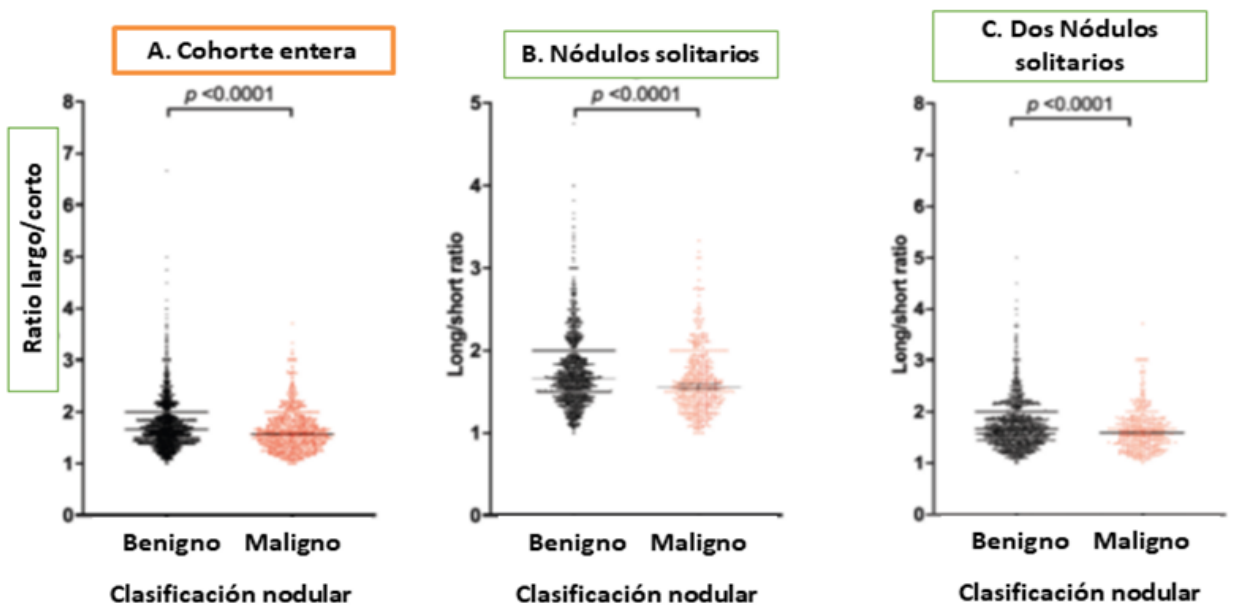 A. Cohorte entera
p <0.0001
Ratio largo/corto
8
7
6
5
4
3
2
1
0
Benigno Maligno
Clasificación nodular
B. Nódulos solitarios
p <0.0001
Long/short ratio
5
4
3
2
1
0
Benigno Maligno
Clasificación nodular
C. Dos Nódulos
solitarios
p <0.0001
Long/short ratio
8
7
6
5
4
3
2
1
0
Benigno Maligno
Clasificación nodular